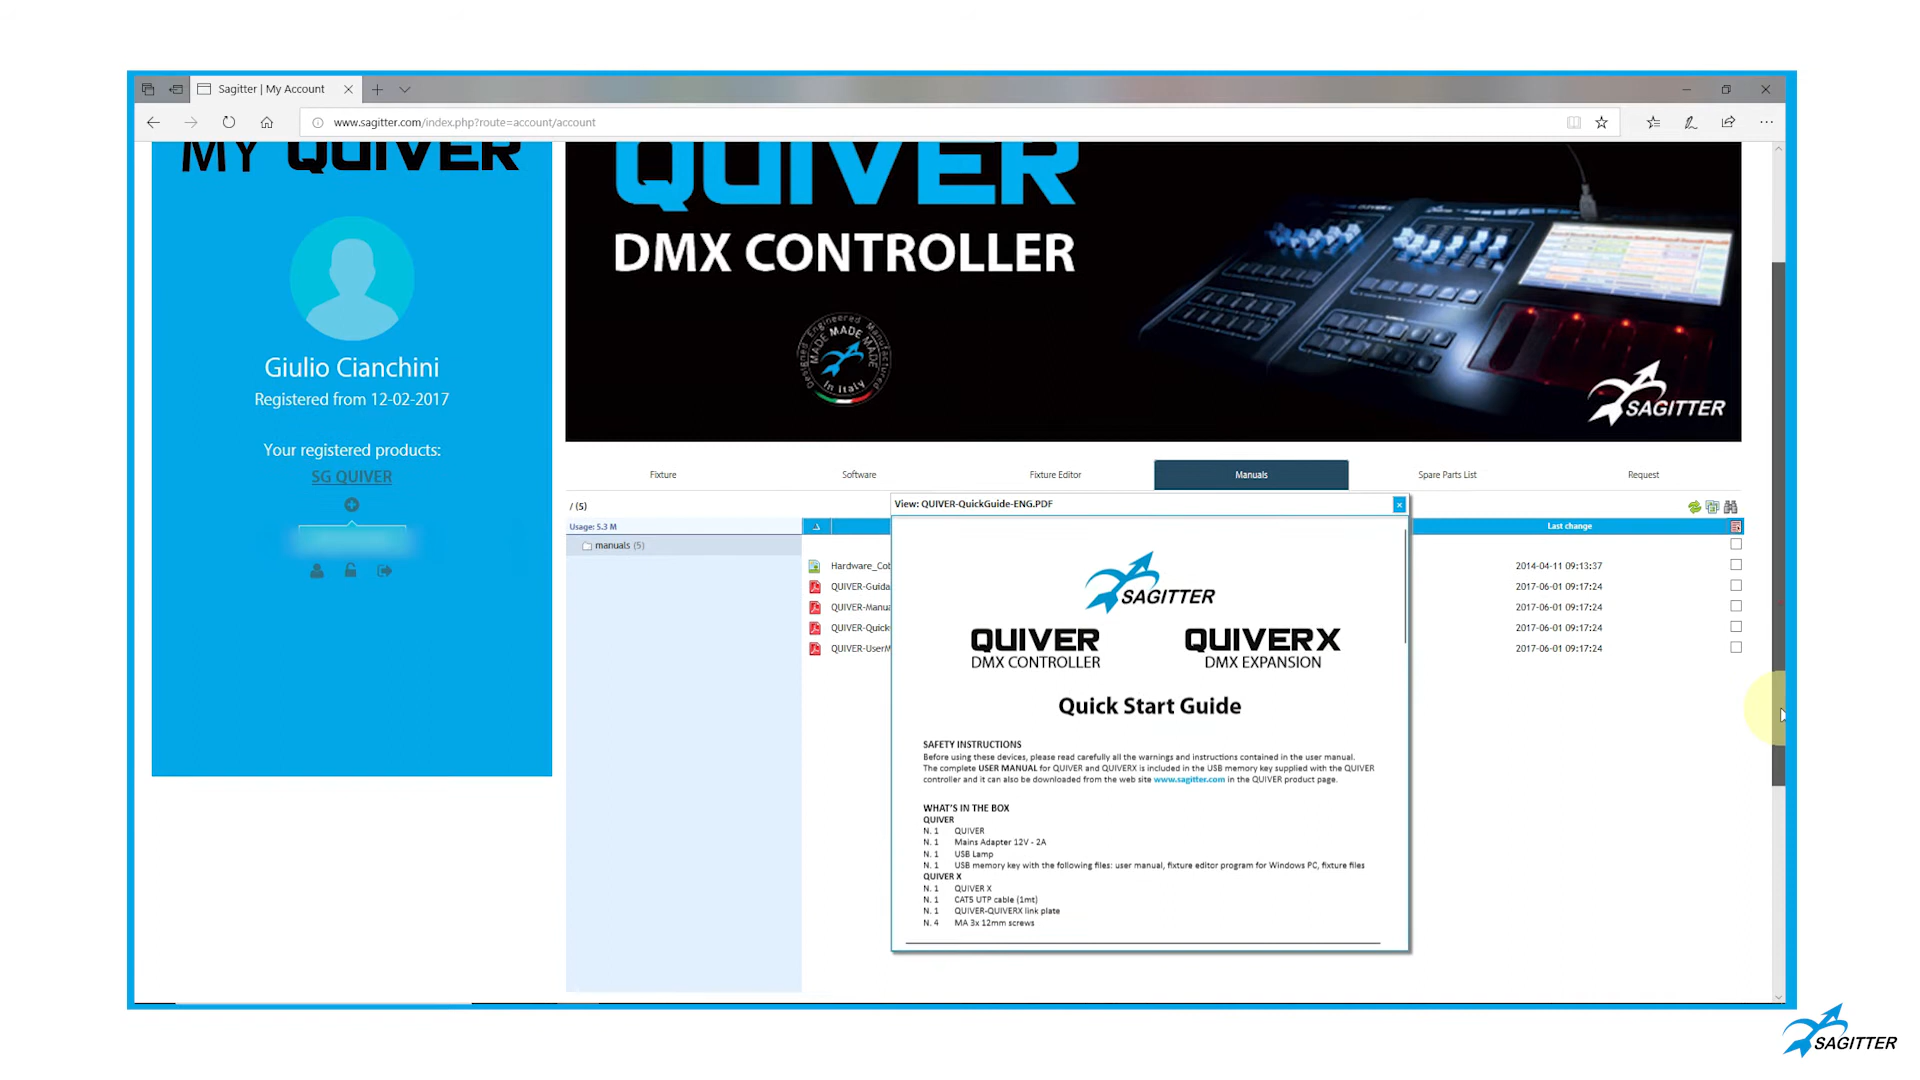 Sagitter | My Account
www.sagitter.com/index.php?route=account/account
MY QUIVER
Giulio Cianchini
Registered from 12-02-2017
Your registered products:
SG QUIVER
QUIVER
DMX CONTROLLER
Designed Engineered Manufactured
MADE MADE MADE
In Italy
SAGITTER
Fixture
Software
Fixture Editor
Manuals
Spare Parts List
Request
/ (5)
Usage: 5.3 M
manuals (5)
Last change
Hardware_Cob
2014-04-11 09:13:37
QUIVER-Guida
2017-06-01 09:17:24
QUIVER-Manua
2017-06-01 09:17:24
QUIVER-Quick
2017-06-01 09:17:24
QUIVER-UserM
2017-06-01 09:17:24
View: QUIVER-QuickGuide-ENG.PDF
SAGITTER
QUIVER
DMX CONTROLLER
QUIVERX
DMX EXPANSION
Quick Start Guide
SAFETY INSTRUCTIONS
Before using these devices, please read carefully all the warnings and instructions contained in the user manual.
The complete USER MANUAL for QUIVER and QUIVERX is included in the USB memory key supplied with the QUIVER
controller and it can also be downloaded from the web site www.sagitter.com in the QUIVER product page.
WHAT'S IN THE BOX
QUIVER
N. 1 QUIVER
N. 1 Mains Adapter 12V - 2A
N. 1 USB Lamp
N. 1 USB memory key with the following files: user manual, fixture editor program for Windows PC, fixture files
QUIVER X
N. 1 QUIVER X
N. 1 CAT5 UTP cable (1mt)
N. 1 QUIVER-QUIVERX link plate
N. 4 MA 3x 12mm screws
SAGITTER